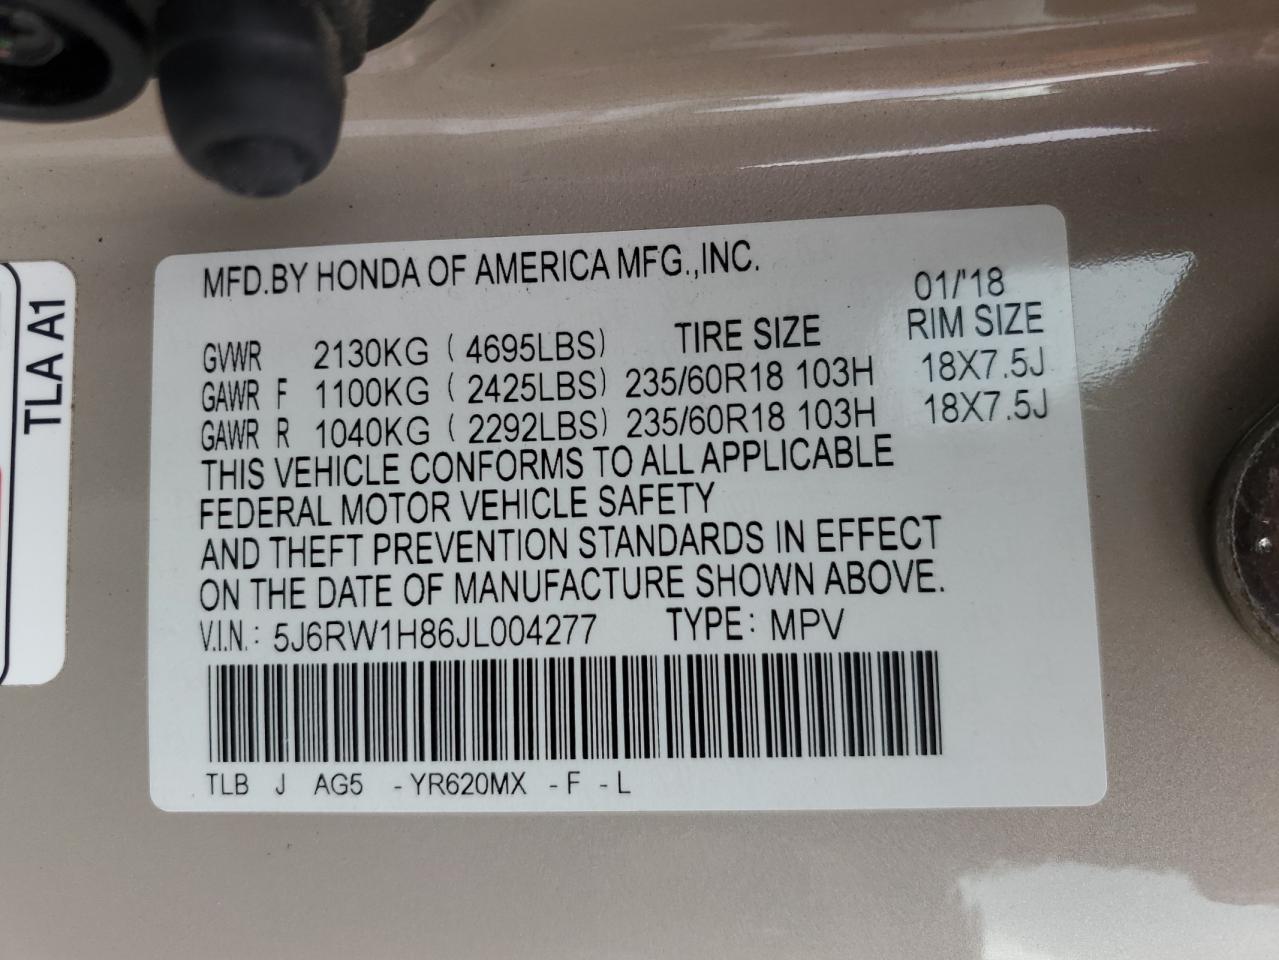 MFD.BY HONDA OF AMERICA MFG.,INC.
01/'18
GVWR 2130KG ( 4695LBS) TIRE SIZE RIM SIZE
GAWR F 1100KG ( 2425LBS) 235/60R18 103H 18X7.5J
GAWR R 1040KG ( 2292LBS) 235/60R18 103H 18X7.5J
THIS VEHICLE CONFORMS TO ALL APPLICABLE
FEDERAL MOTOR VEHICLE SAFETY
AND THEFT PREVENTION STANDARDS IN EFFECT
ON THE DATE OF MANUFACTURE SHOWN ABOVE.
V.I.N.: 5J6RW1H86JL004277 TYPE: MPV
TLB J AG5 -YR620MX -F -L
TLA A1